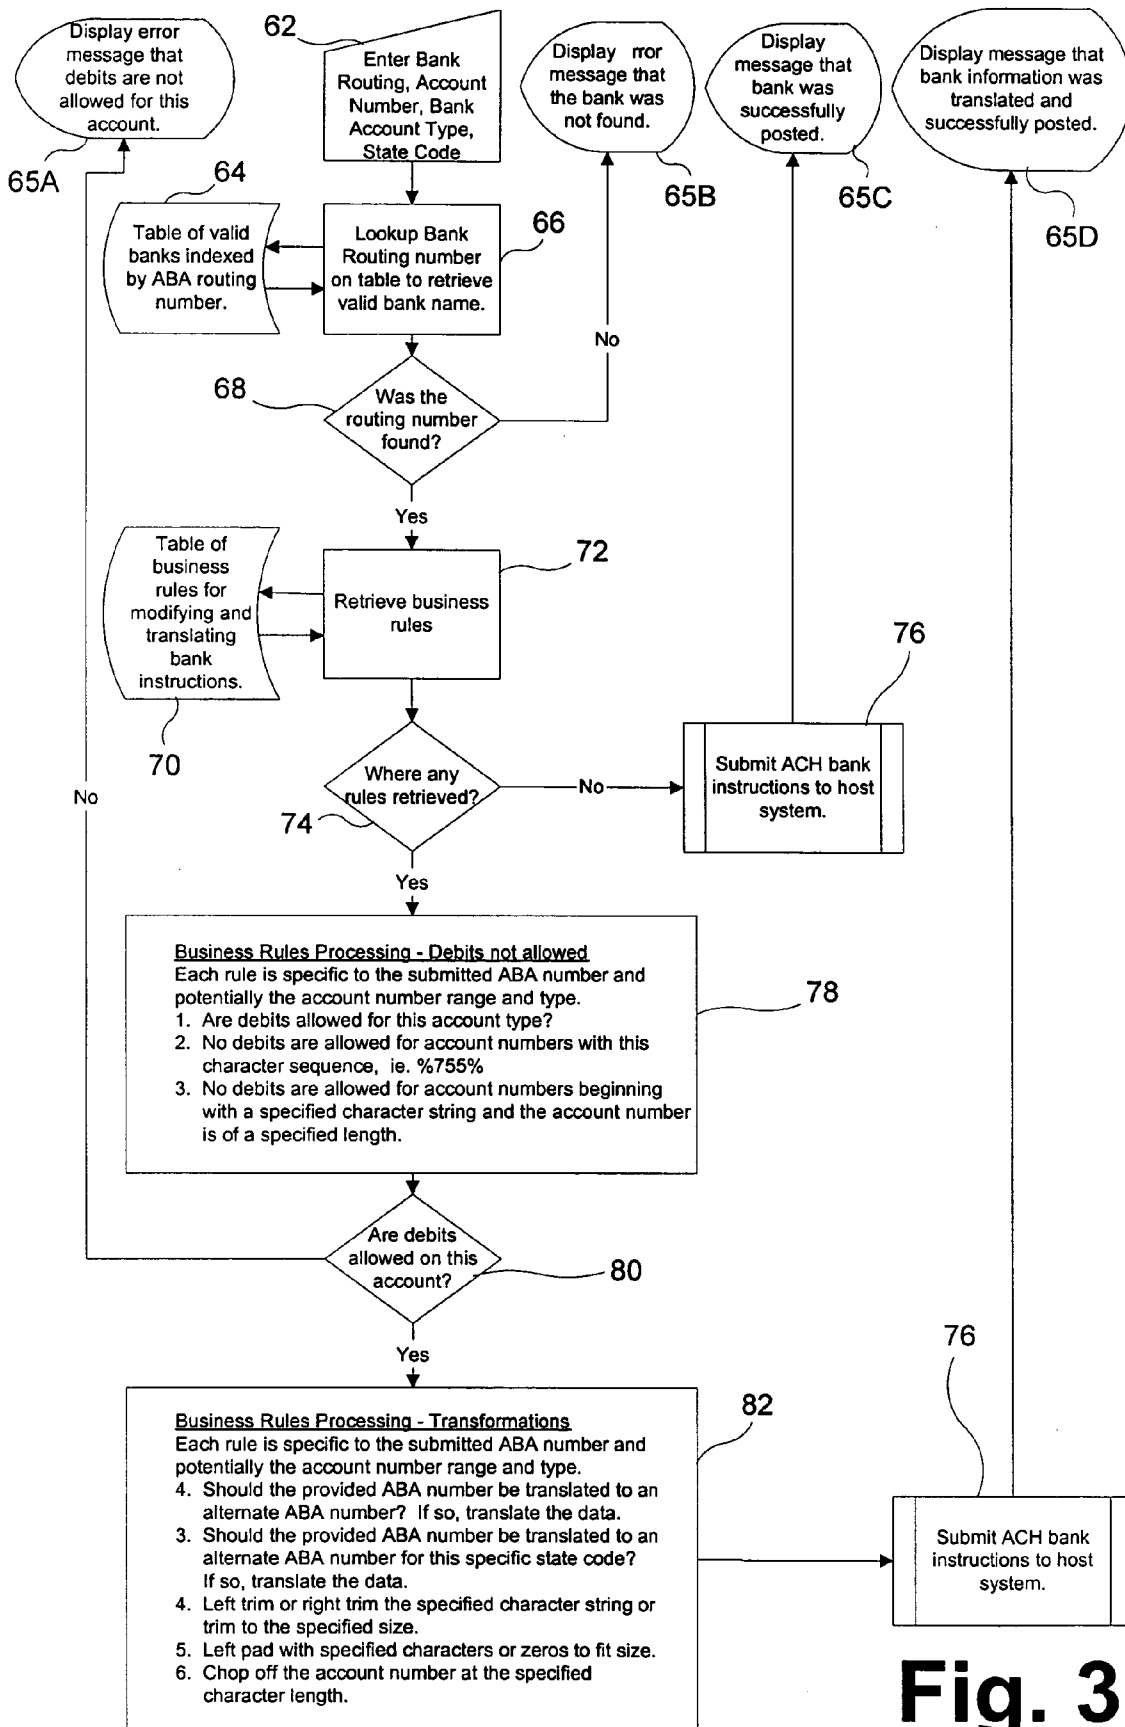 Display error
message that
debits are not
allowed for this
account.
65A
62
Enter Bank
Routing, Account
Number, Bank
Account Type,
State Code
Display rror
message that
the bank was
not found.
65B
Display
message that
bank was
successfully
posted.
65C
Display message that
bank information was
translated and
successfully posted.
65D
64
Table of valid
banks indexed
by ABA routing
number.
Lookup Bank
Routing number
on table to retrieve
valid bank name.
66
No
68
Was the
routing number
found?
Yes
Table of
business
rules for
modifying and
translating
bank
instructions.
70
Retrieve business
rules
72
76
Where any
rules retrieved?
74
No
Submit ACH bank
instructions to host
system.
No
Yes
Business Rules Processing - Debits not allowed
Each rule is specific to the submitted ABA number and
potentially the account number range and type.
1. Are debits allowed for this account type?
2. No debits are allowed for account numbers with this
character sequence, ie. %755%
3. No debits are allowed for account numbers beginning
with a specified character string and the account number
is of a specified length.
78
Are debits
allowed on this
account?
80
Yes
76
Business Rules Processing - Transformations
Each rule is specific to the submitted ABA number and
potentially the account number range and type.
4. Should the provided ABA number be translated to an
alternate ABA number? If so, translate the data.
3. Should the provided ABA number be translated to an
alternate ABA number for this specific state code?
If so, translate the data.
4. Left trim or right trim the specified character string or
trim to the specified size.
5. Left pad with specified characters or zeros to fit size.
6. Chop off the account number at the specified
character length.
82
Submit ACH bank
instructions to host
system.
Fig. 3